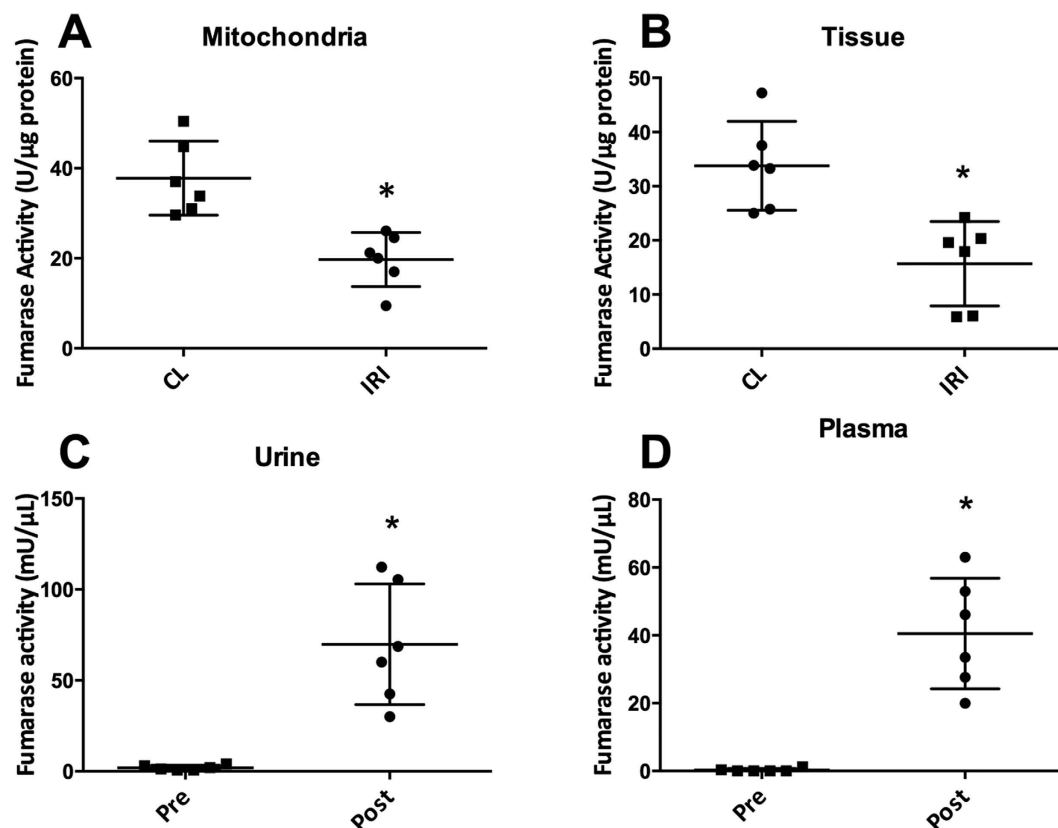 A
Mitochondria
Fumarase Activity (U/µg protein)
60
40
20
0
*
CL
IRI
B
Tissue
Fumarase Activity (U/µg protein)
50
40
30
20
10
0
*
CL
IRI
C
Urine
Fumarase activity (mU/µL)
150
100
50
0
*
Pre
Post
D
Plasma
Fumarase activity (mU/µL)
80
60
40
20
0
*
Pre
Post